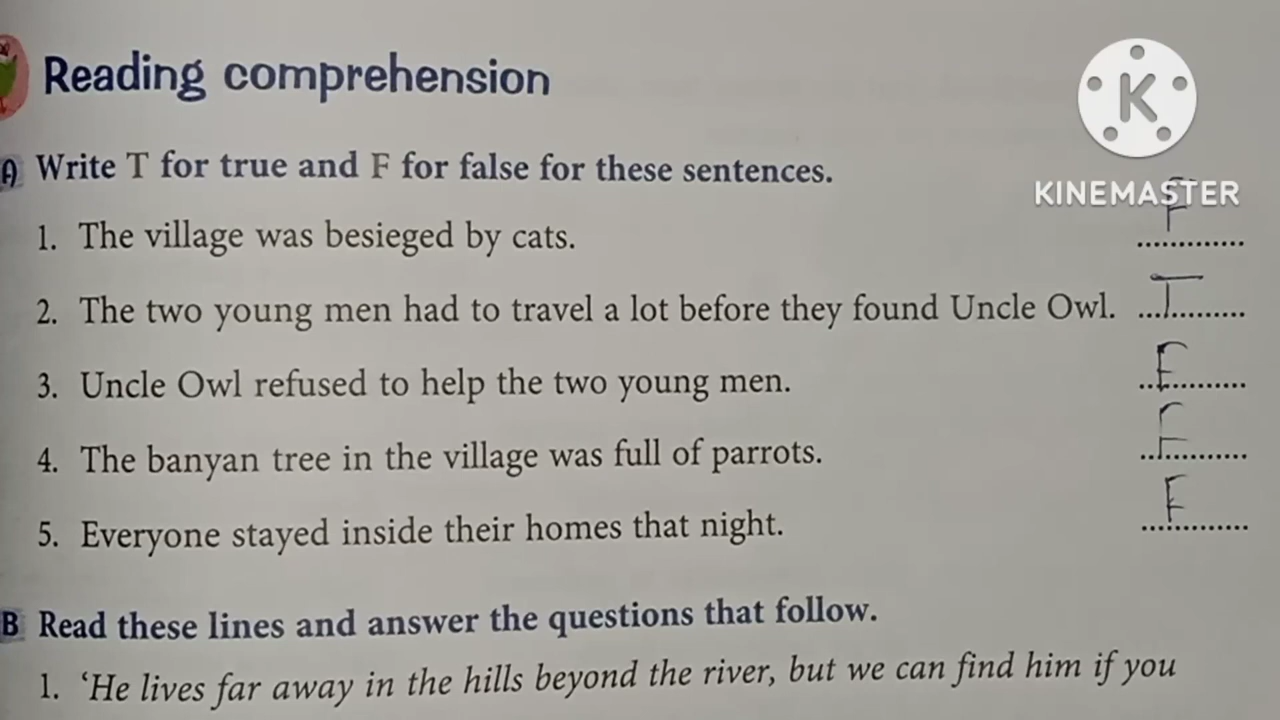 Reading comprehension
K
KINEMASTER
A Write T for true and F for false for these sentences.
1. The village was besieged by cats. F
2. The two young men had to travel a lot before they found Uncle Owl. T
3. Uncle Owl refused to help the two young men. F
4. The banyan tree in the village was full of parrots. F
5. Everyone stayed inside their homes that night. F
B Read these lines and answer the questions that follow.
1. ‘He lives far away in the hills beyond the river, but we can find him if you